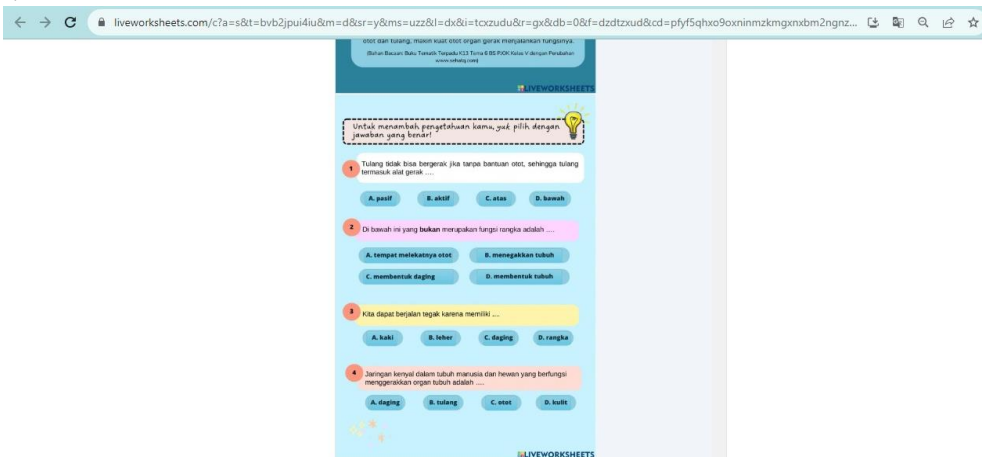 liveworksheets.com/c?a=s&t=bvb2jpui4iu&m=d&sr=y&ms=uzz&l=dx&i=tcxzudu&r=gx&db=0&f=dzdtzxud&cd=pfyf5qhxo9oxninmzkmgxnxbm2ngnz...
otot dan tulang, makin kuat otot organ gerak menjalankan fungsinya.
(Bahan Bacaan: Buku Tematik Terpadu K13 Tema 6 BS PJOK Kelas V dengan Perubahan
www.sehatq.com)
LIVEWORKSHEETS
Untuk menambah pengetahuan kamu, yuk pilih dengan
jawaban yang benar!
1 Tulang tidak bisa bergerak jika tanpa bantuan otot, sehingga tulang
termasuk alat gerak ....
A. pasif B. aktif C. atas D. bawah
2 Di bawah ini yang bukan merupakan fungsi rangka adalah ....
A. tempat melekatnya otot B. menegakkan tubuh
C. membentuk daging D. membentuk tubuh
3 Kita dapat berjalan tegak karena memiliki ....
A. kaki B. leher C. daging D. rangka
4 Jaringan kenyal dalam tubuh manusia dan hewan yang berfungsi
menggerakkan organ tubuh adalah ....
A. daging B. tulang C. otot D. kulit
LIVEWORKSHEETS